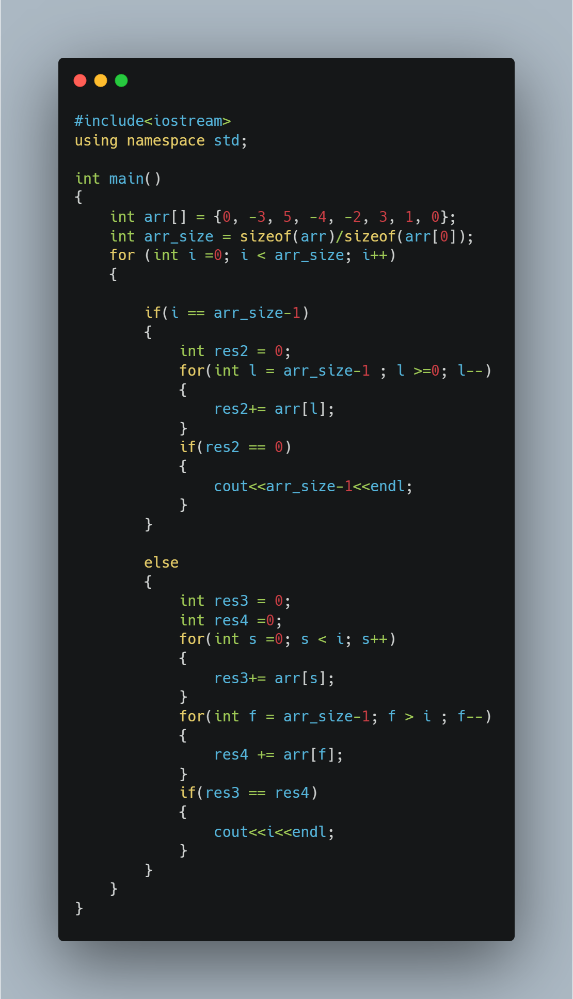 #include<iostream>
using namespace std;

int main()
{
    int arr[] = {0, -3, 5, -4, -2, 3, 1, 0};
    int arr_size = sizeof(arr)/sizeof(arr[0]);
    for (int i =0; i < arr_size; i++)
    {

        if(i == arr_size-1)
        {
            int res2 = 0;
            for(int l = arr_size-1 ; l >=0; l--)
            {
                res2+= arr[l];
            }
            if(res2 == 0)
            {
                cout<<arr_size-1<<endl;
            }
        }

        else
        {
            int res3 = 0;
            int res4 =0;
            for(int s =0; s < i; s++)
            {
                res3+= arr[s];
            }
            for(int f = arr_size-1; f > i ; f--)
            {
                res4 += arr[f];
            }
            if(res3 == res4)
            {
                cout<<i<<endl;
            }
        }
    }
}